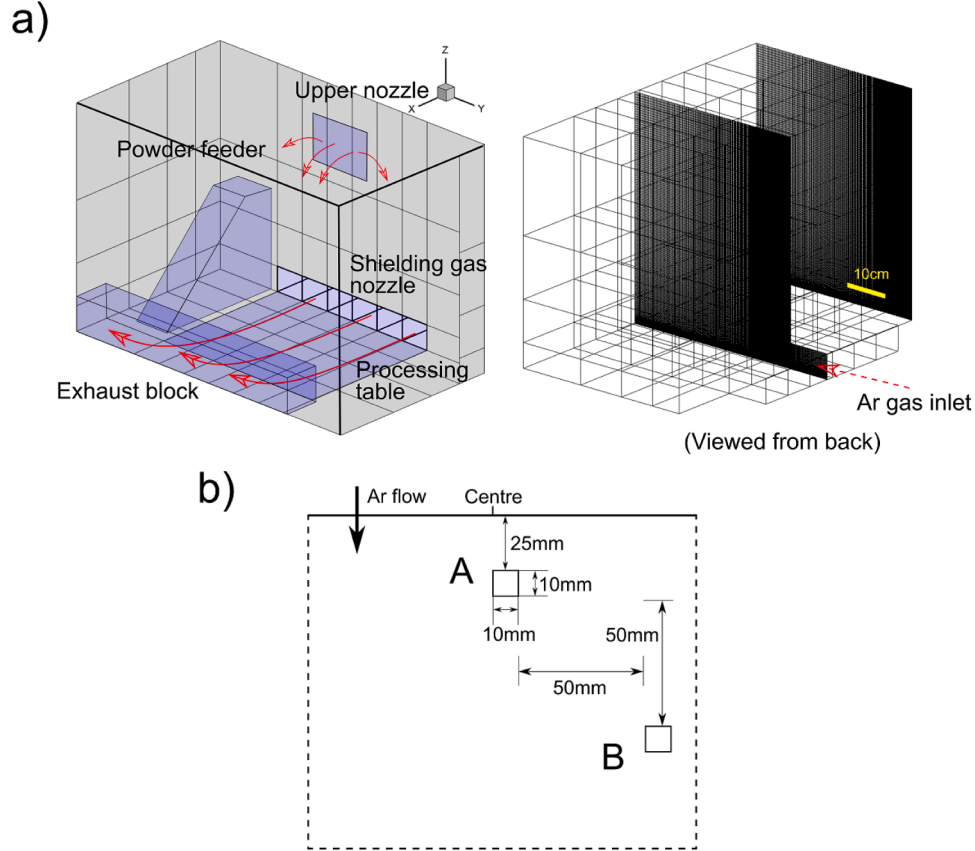 a)
Upper nozzle
Z
X
Y
Powder feeder
Shielding gas
nozzle
Exhaust block
Processing
table
10cm
Ar gas inlet
(Viewed from back)
b)
Ar flow
Centre
25mm
A
10mm
10mm
50mm
50mm
B